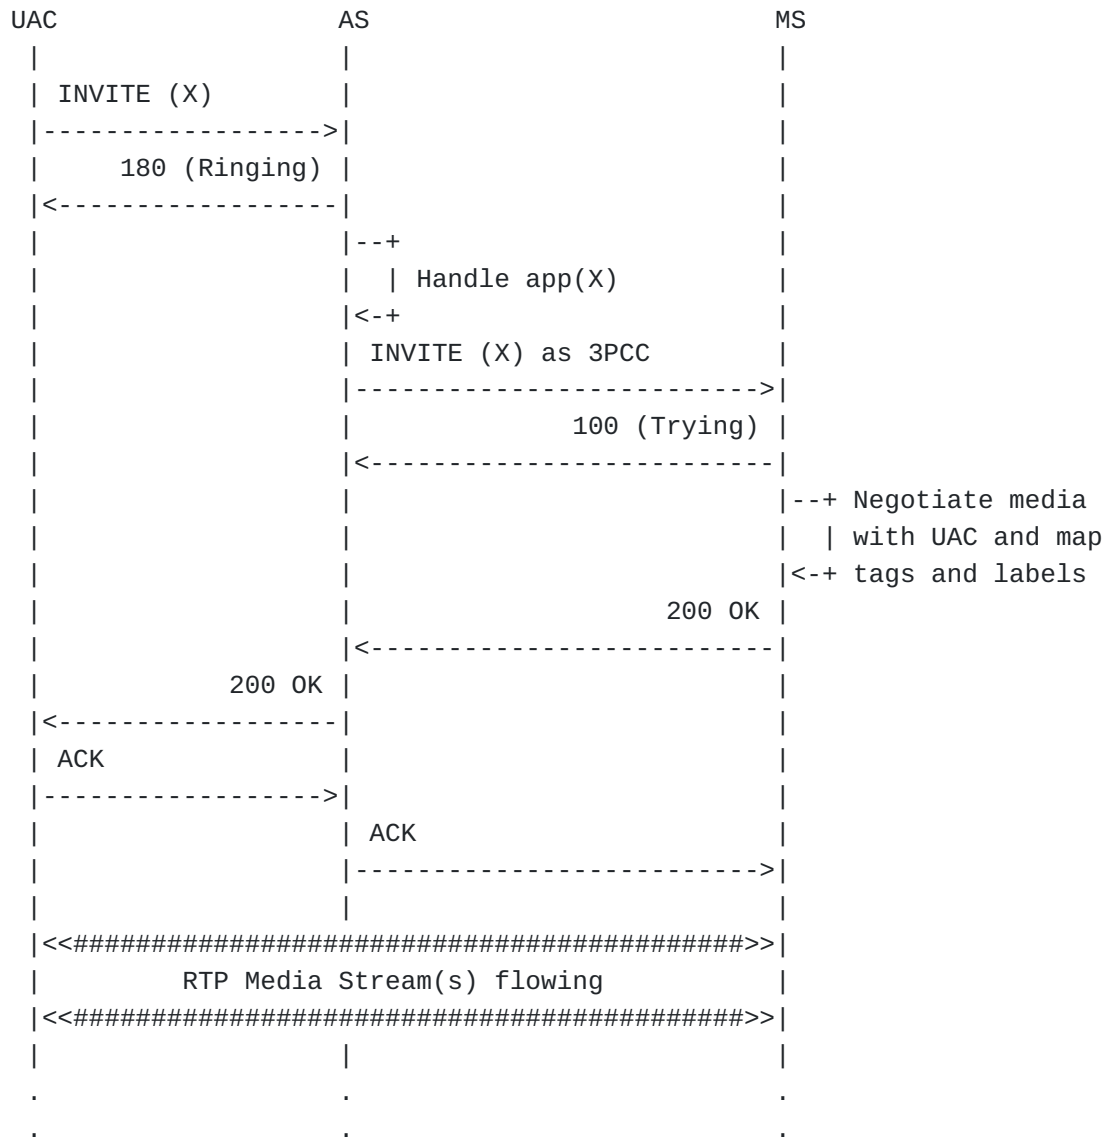 UAC                  AS                          MS
 |                   |                           |
 | INVITE (X)        |                           |
 |------------------>|                           |
 |     180 (Ringing) |                           |
 |<------------------|                           |
 |                   |--+                        |
 |                   |  | Handle app(X)          |
 |                   |<-+                        |
 |                   | INVITE (X) as 3PCC        |
 |                   |-------------------------->|
 |                   |              100 (Trying) |
 |                   |<--------------------------|
 |                   |                           |--+ Negotiate media
 |                   |                           |  | with UAC and map
 |                   |                           |<-+ tags and labels
 |                   |                    200 OK |
 |                   |<--------------------------|
 |            200 OK |                           |
 |<------------------|                           |
 | ACK               |                           |
 |------------------>|                           |
 |                   | ACK                       |
 |                   |-------------------------->|
 |                   |                           |
 |<<###########################################>>|
 |         RTP Media Stream(s) flowing           |
 |<<###########################################>>|
 |                   |                           |
 .                   .                           .
 .                   .                           .